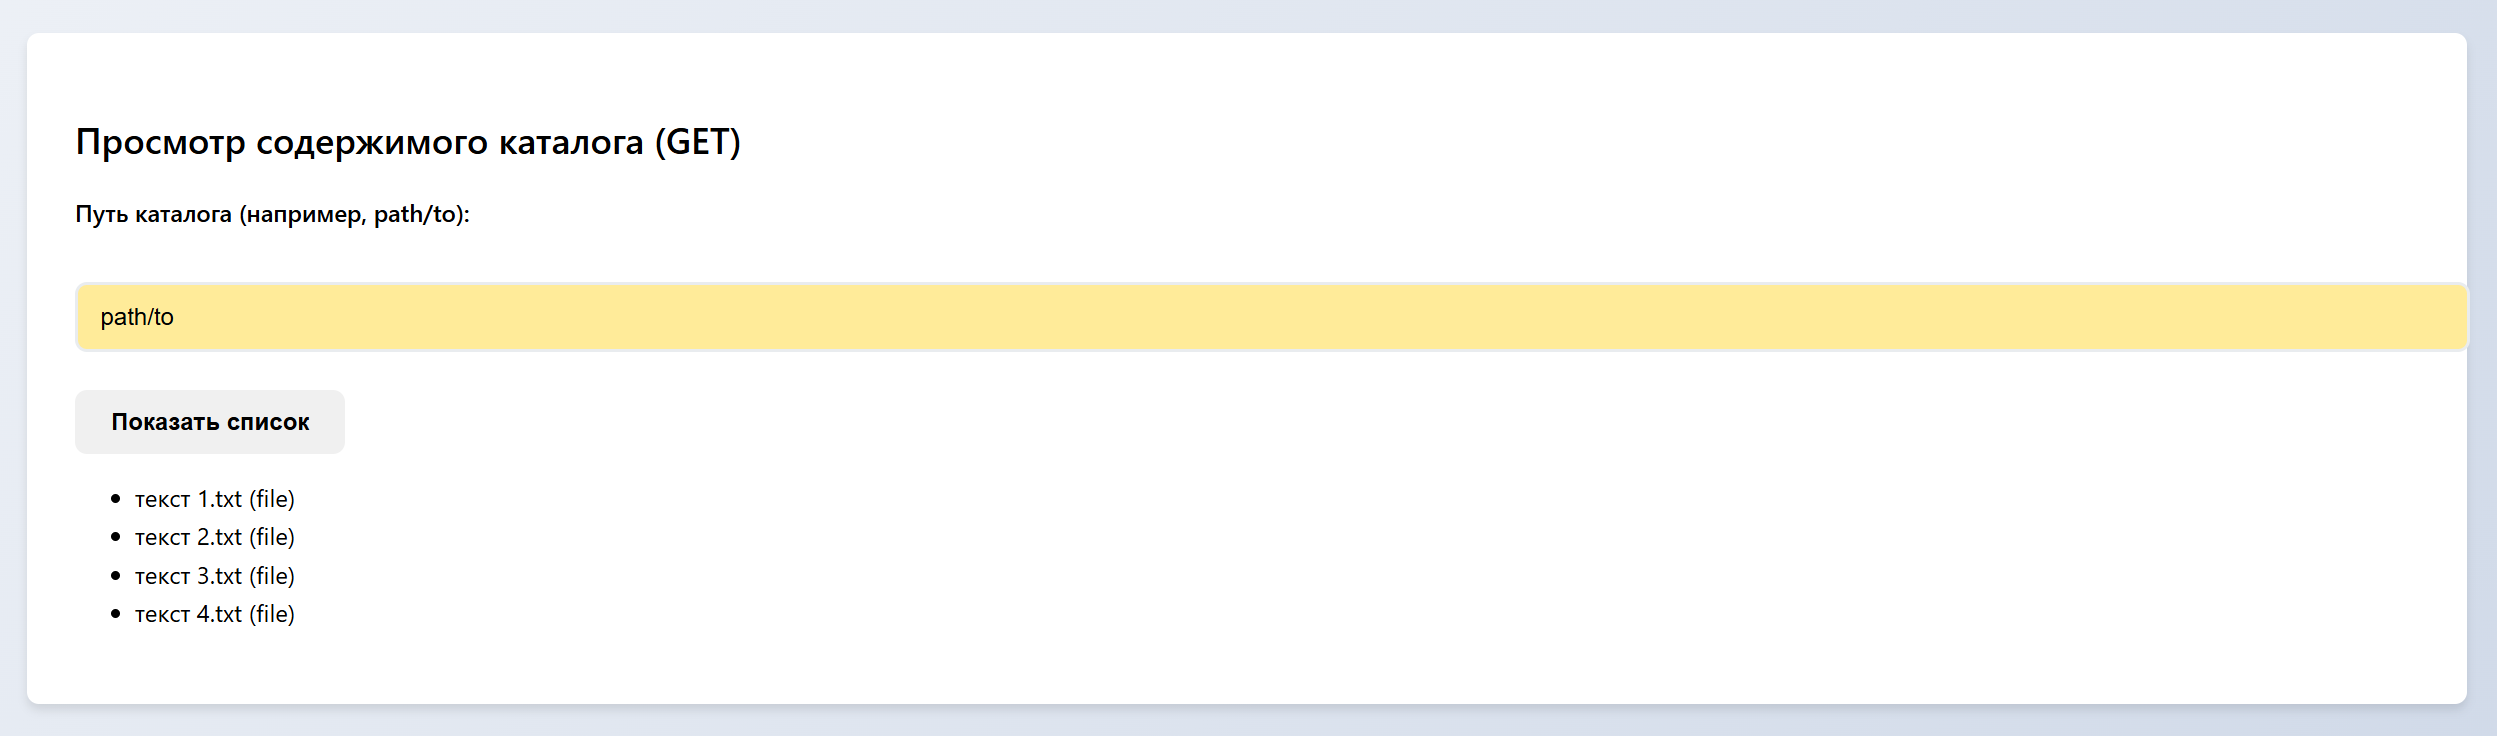 Просмотр содержимого каталога (GET)
Путь каталога (например, path/to):
path/to
Показать список
текст 1.txt (file)
текст 2.txt (file)
текст 3.txt (file)
текст 4.txt (file)